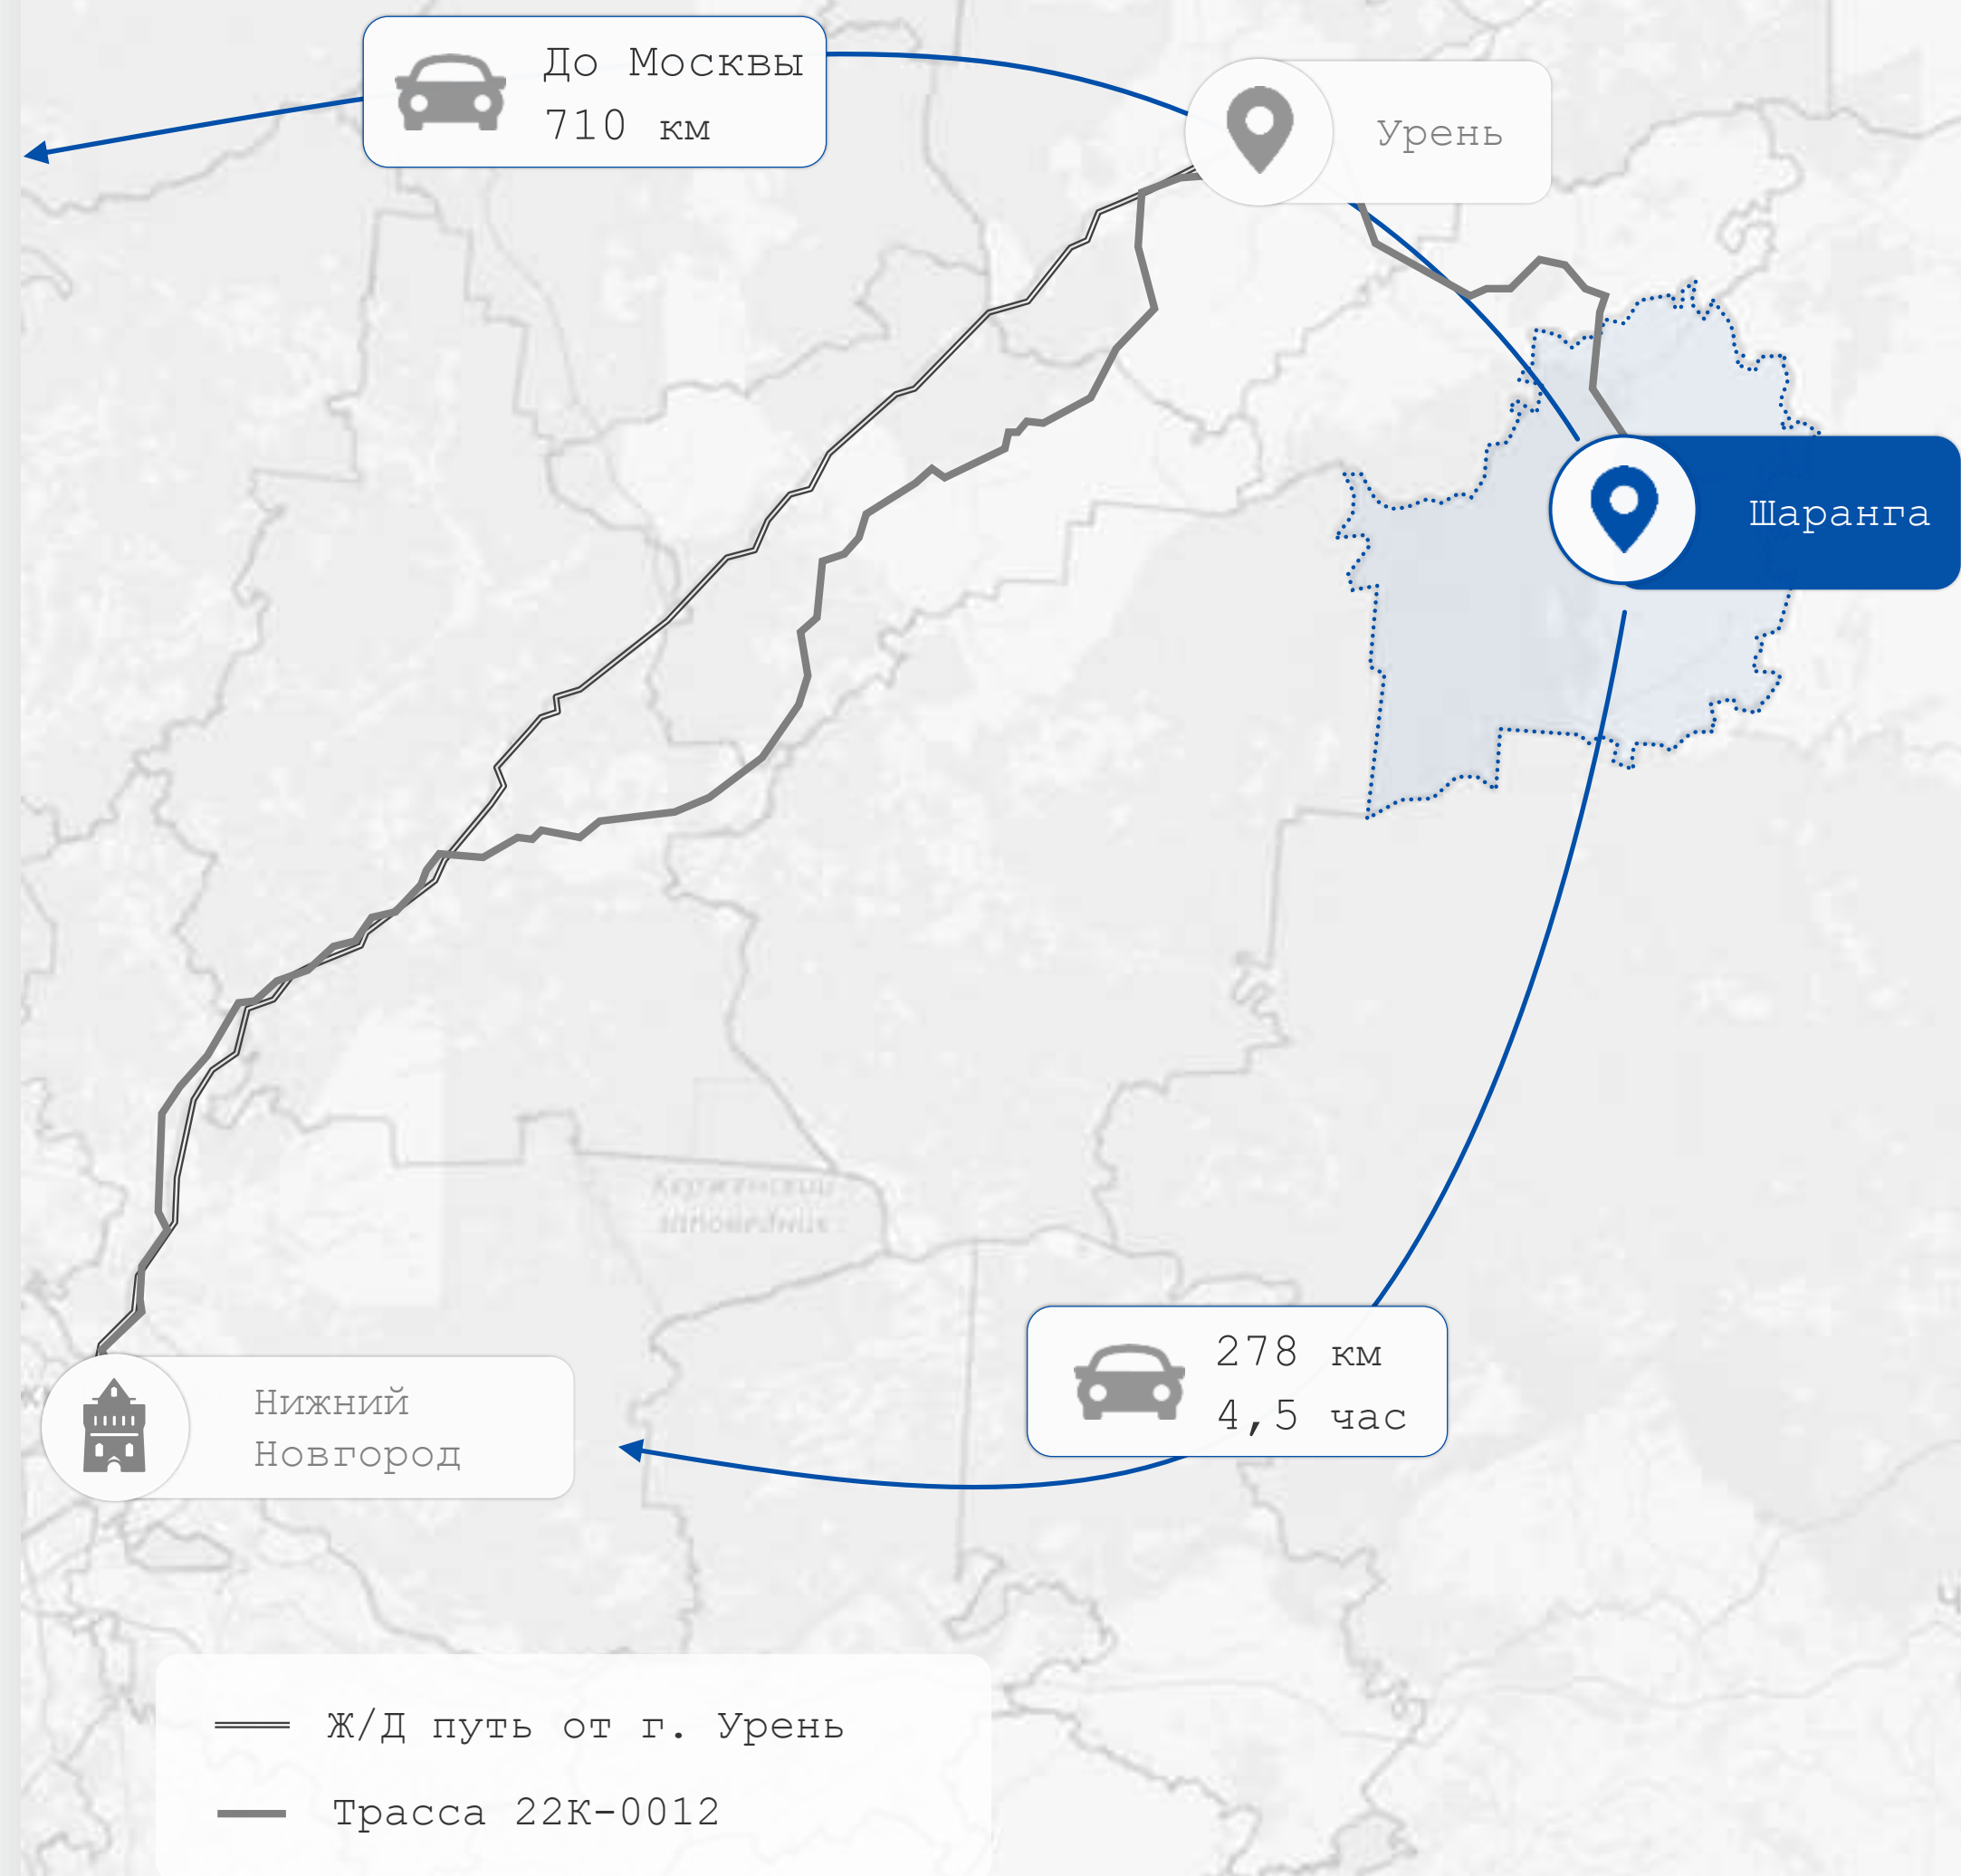 До Москвы
710 км
Урень
Шаранга
278 км
4,5 час
Нижний
Новгород
Ж/Д путь от г. Урень
Трасса 22К-0012